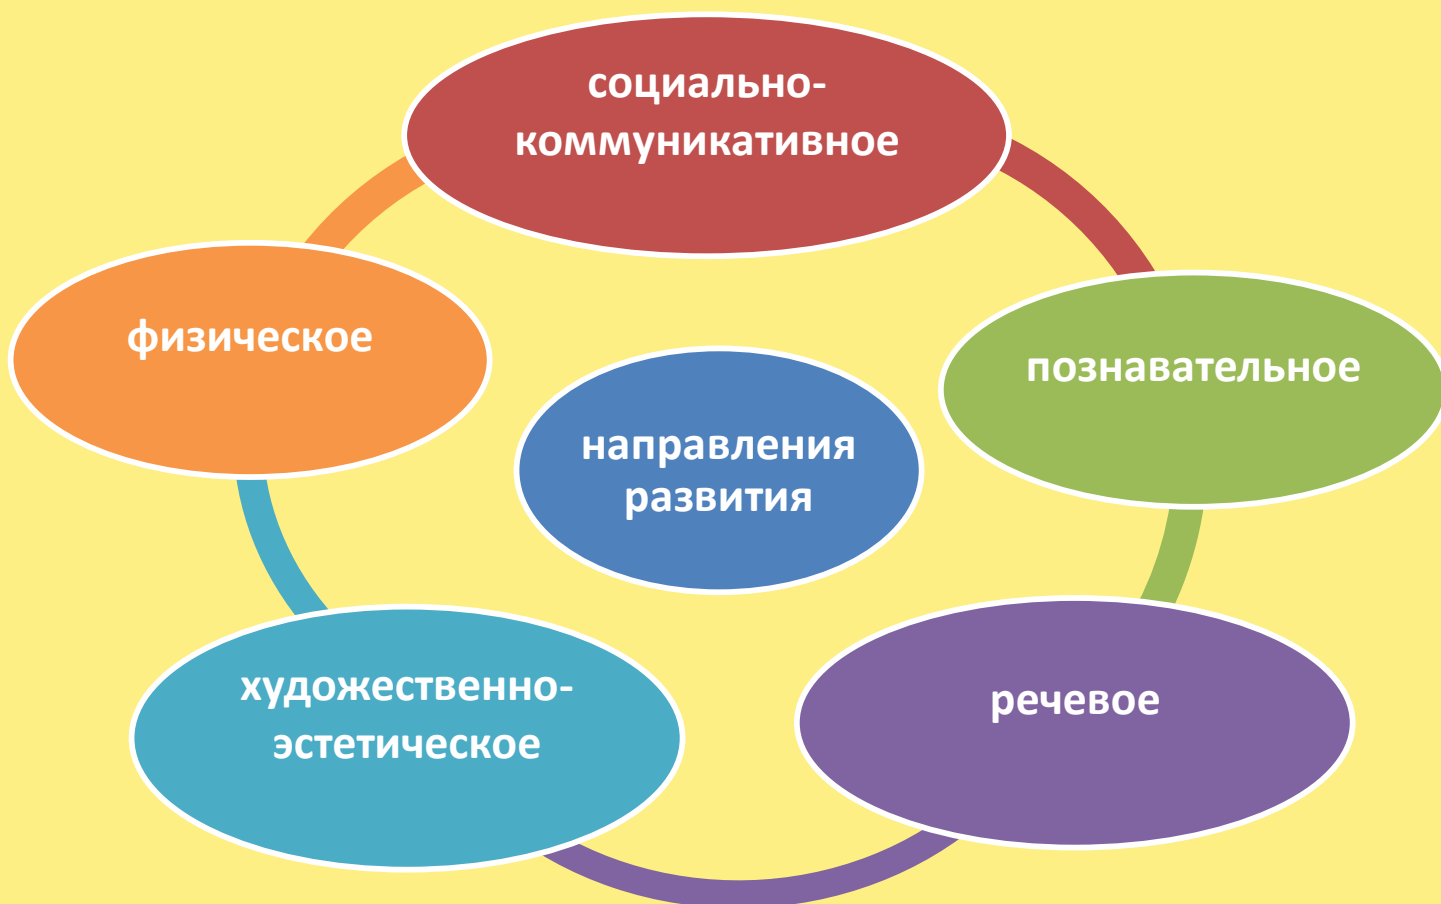 социально-
коммуникативное
физическое
познавательное
направления
развития
художественно-
эстетическое
речевое